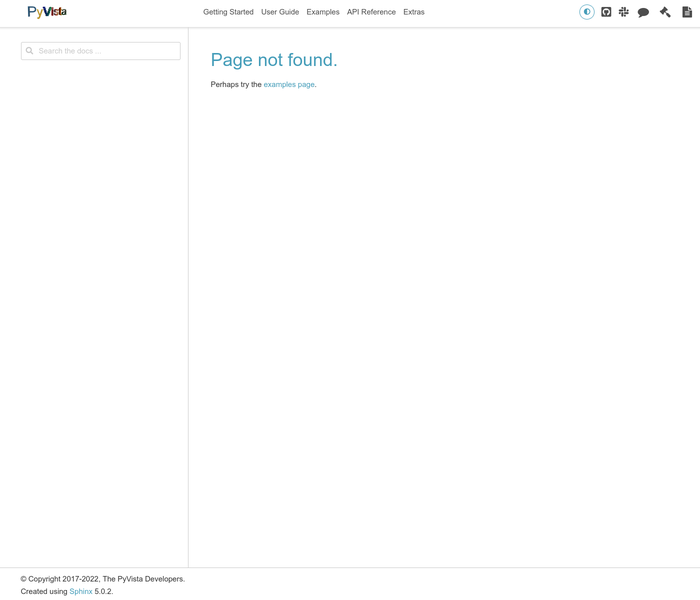 PyVista
Getting Started User Guide Examples API Reference Extras
Search the docs ...
Page not found.
Perhaps try the examples page.
© Copyright 2017-2022, The PyVista Developers.
Created using Sphinx 5.0.2.